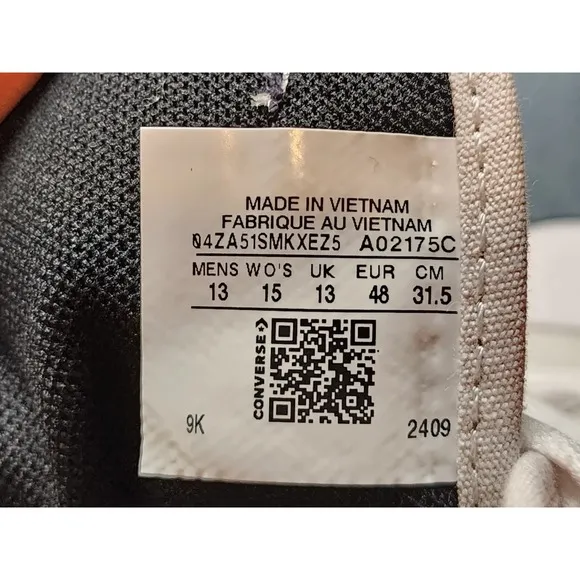 MADE IN VIETNAM
FABRIQUE AU VIETNAM
04ZA51SMKXEZ5 A02175C
MENS WO'S UK EUR CM
13 15 13 48 31.5
CONVERSE
9K 2409